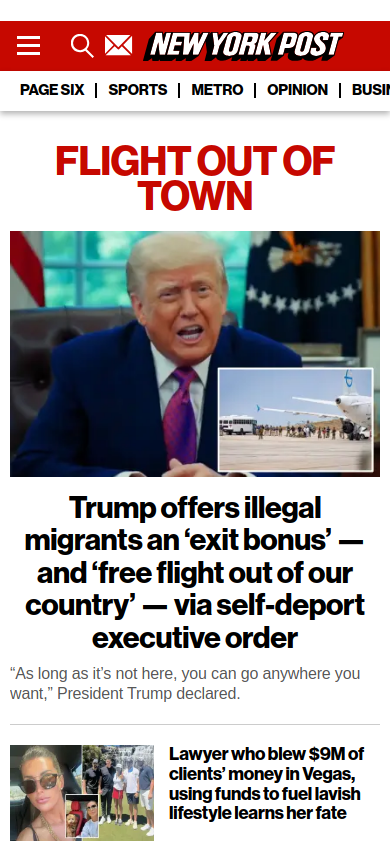 NEW YORK POST
PAGE SIX | SPORTS | METRO | OPINION | BUSI
FLIGHT OUT OF
TOWN
Trump offers illegal
migrants an ‘exit bonus’ —
and ‘free flight out of our
country’ — via self-deport
executive order
“As long as it’s not here, you can go anywhere you
want,” President Trump declared.
Lawyer who blew $9M of
clients’ money in Vegas,
using funds to fuel lavish
lifestyle learns her fate